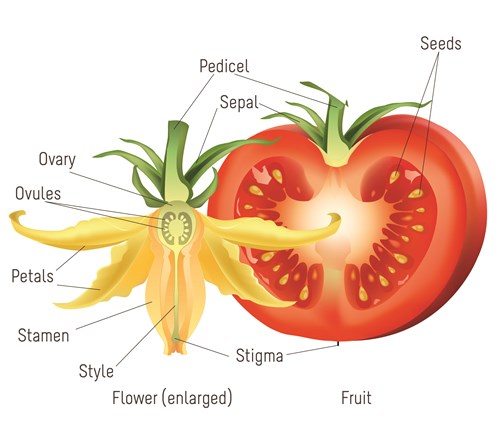 Seeds
Pedicel
Sepal
Ovary
Ovules
Petals
Stamen
Stigma
Style
Flower (enlarged)
Fruit